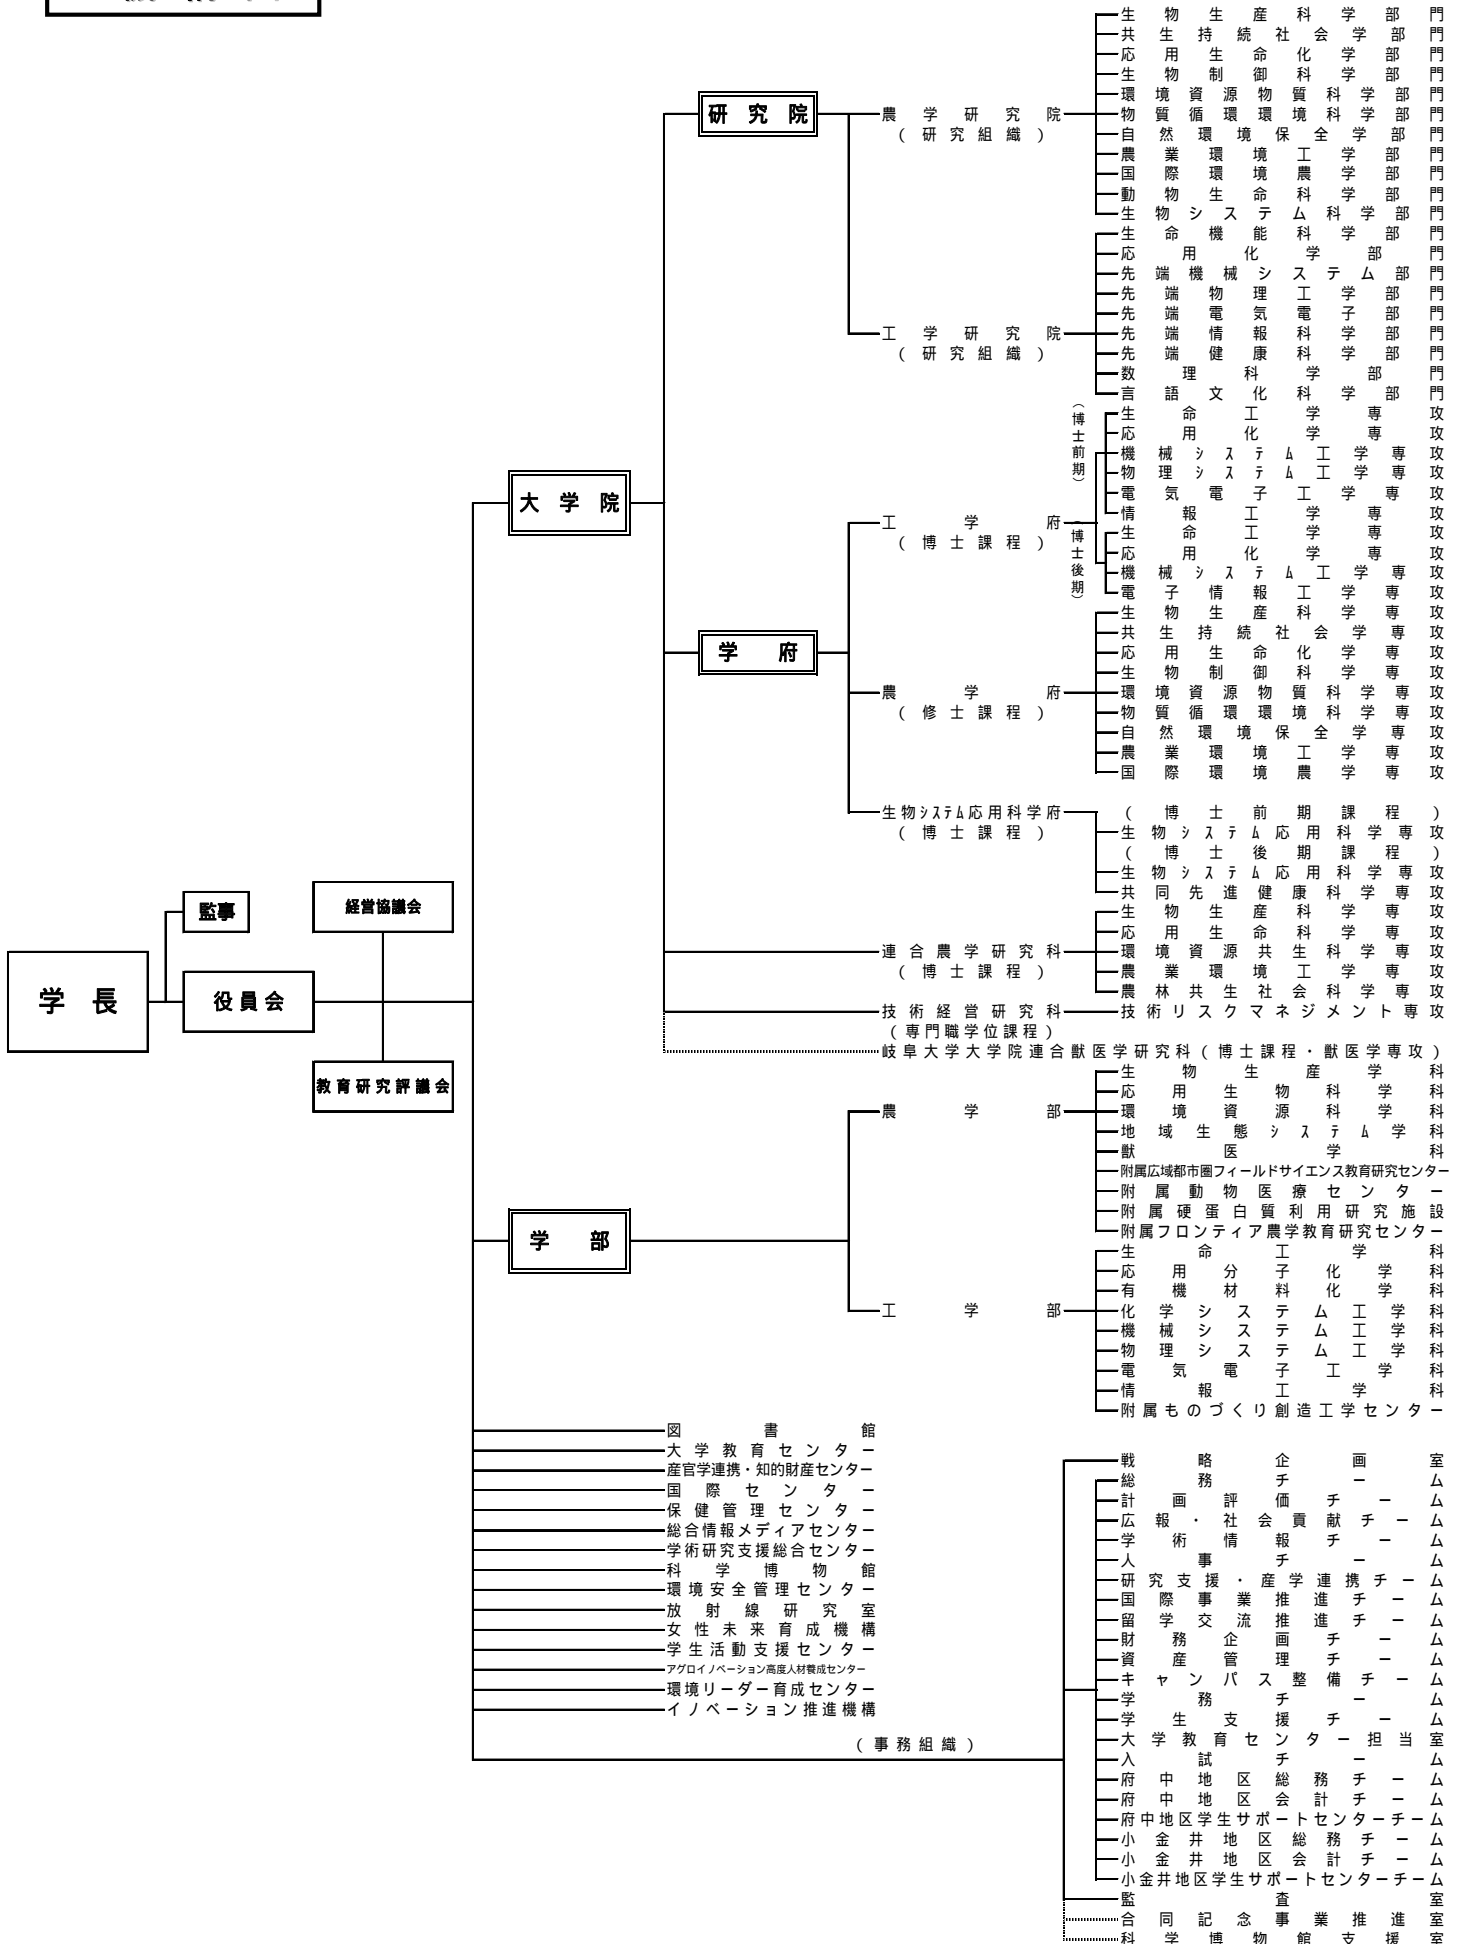 生物生産科学部門
共生持続社会学部門
応用生命化学部門
生物制御科学部門
環境資源物質科学部門
研究院
農学研究院
物質循環環境科学部門
(研究組織)
自然環境保全学部門
農業環境工学部門
国際環境農学部門
動物生命科学部門
生物システム科学部門
生命機能科学部門
応用化学部門
先端機械システム部門
先端物理工学部門
先端電気電子部門
工学研究院
先端情報科学部門
(研究組織)
先端健康科学部門
数理科学部門
言語文化科学部門
(博士前期)
生命工学専攻
応用化学専攻
機械システム工学専攻
物理システム工学専攻
電気電子工学専攻
大学院
情報工学専攻
工学府
(博士課程)
(博士後期)
生命工学専攻
応用化学専攻
機械システム工学専攻
電子情報工学専攻
生物生産科学専攻
共生持続社会学専攻
学府
応用生命化学専攻
生物制御科学専攻
農学府
環境資源物質科学専攻
(修士課程)
物質循環環境科学専攻
自然環境保全学専攻
農業環境工学専攻
国際環境農学専攻
生物システム応用科学府
(博士前期課程)
(博士課程)
生物システム応用科学専攻
(博士後期課程)
生物システム応用科学専攻
共同先進健康科学専攻
監事
経営協議会
生物生産科学専攻
応用生命科学専攻
連合農学研究科
環境資源共生科学専攻
(博士課程)
農業環境工学専攻
農林共生社会科学専攻
学長
役員会
技術経営研究科
技術リスクマネジメント専攻
(専門職学位課程)
岐阜大学大学院連合獣医学研究科(博士課程・獣医学専攻)
教育研究評議会
生物生産学科
応用生物科学科
農学部
環境資源科学科
地域生態システム学科
獣医学科
附属広域都市圏フィールドサイエンス教育研究センター
附属動物医療センター
附属硬蛋白質利用研究施設
附属フロンティア農学教育研究センター
学部
生命工学科
応用分子化学科
有機材料化学科
工学部
化学システム工学科
機械システム工学科
物理システム工学科
電気電子工学科
情報工学科
附属ものづくり創造工学センター
図書館
大学教育センター
産官学連携・知的財産センター
国際センター
保健管理センター
総合情報メディアセンター
学術研究支援総合センター
科学博物館
環境安全管理センター
放射線研究室
女性未来育成機構
学生活動支援センター
アグロイノベーション高度人材養成センター
環境リーダー育成センター
イノベーション推進機構
(事務組織)
戦略企画室
総務チーム
計画評価チーム
広報・社会貢献チーム
学術情報チーム
人事チーム
研究支援・産学連携チーム
国際事業推進チーム
留学交流推進チーム
財務企画チーム
資産管理チーム
キャンパス整備チーム
学務チーム
学生支援チーム
大学教育センター担当室
入試チーム
府中地区総務チーム
府中地区会計チーム
府中地区学生サポートセンターチーム
小金井地区総務チーム
小金井地区会計チーム
小金井地区学生サポートセンターチーム
監査室
合同記念事業推進室
科学博物館支援室